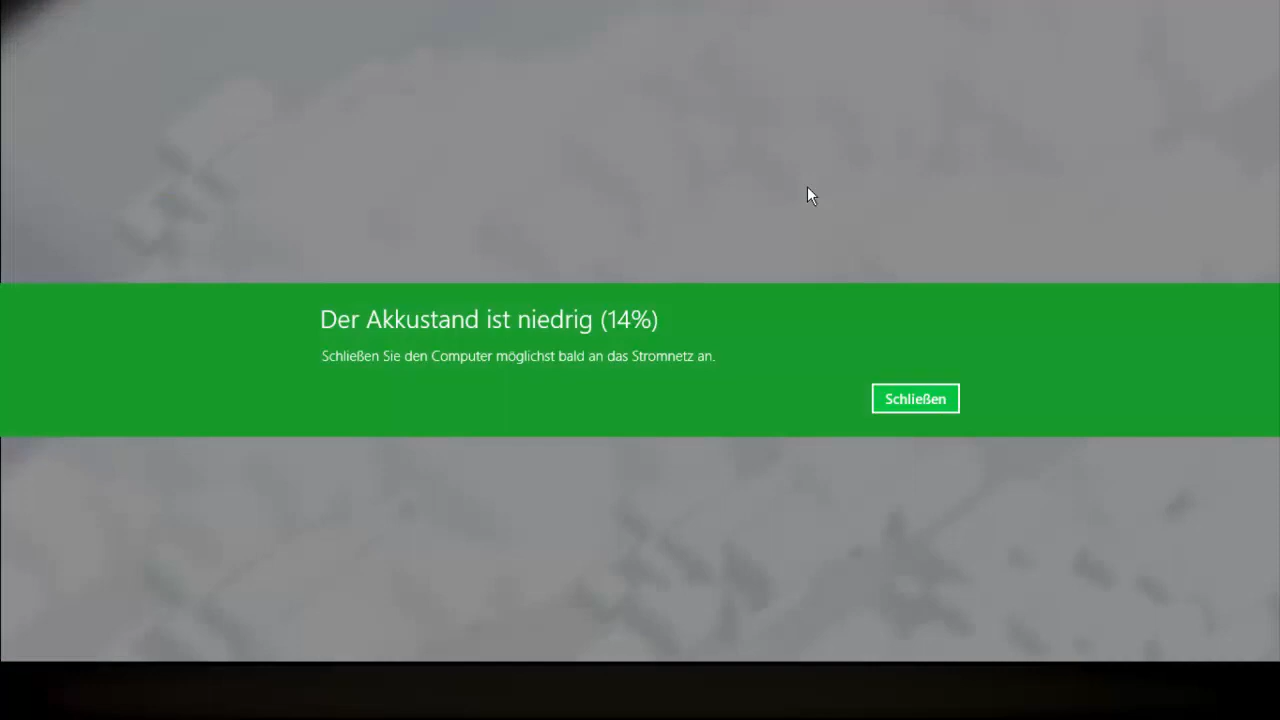 Der Akkustand ist niedrig (14%)
Schließen Sie den Computer möglichst bald an das Stromnetz an.
Schließen